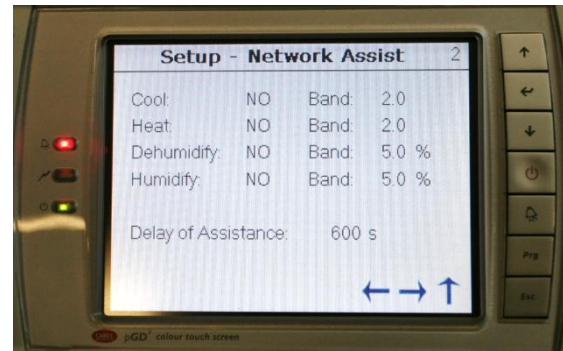 Setup - Network Assist 2
Cool: NO Band: 2.0
Heat: NO Band: 2.0
Dehumidify: NO Band: 5.0 %
Humidify: NO Band: 5.0 %
Delay of Assistance: 600 s
Prg
Esc
pGD³ colour touch screen